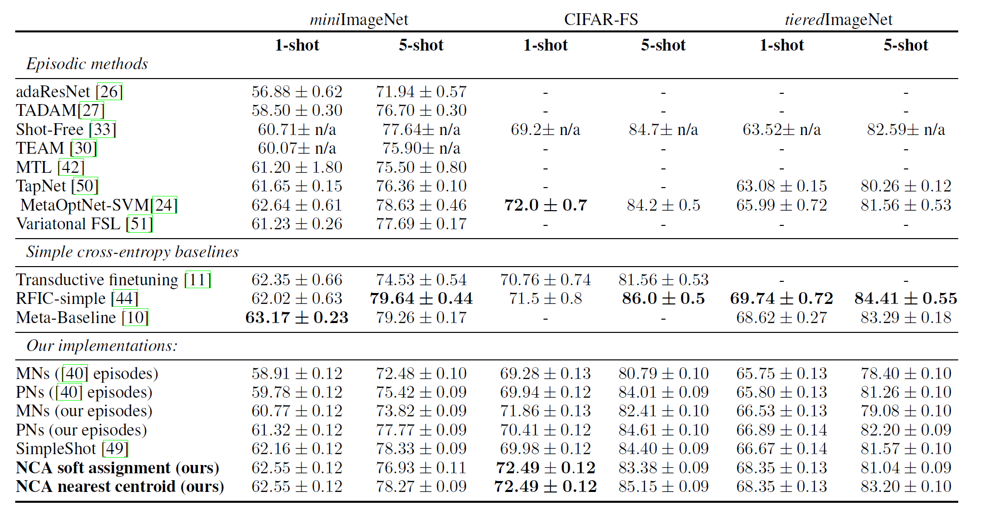 miniImageNet CIFAR-FS tieredImageNet
1-shot 5-shot 1-shot 5-shot 1-shot 5-shot
Episodic methods
adaResNet [26] 56.88 ± 0.62 71.94 ± 0.57 - - - -
TADAM[27] 58.50 ± 0.30 76.70 ± 0.30 - - - -
Shot-Free [33] 60.71± n/a 77.64± n/a 69.2± n/a 84.7± n/a 63.52± n/a 82.59± n/a
TEAM [30] 60.07± n/a 75.90± n/a - - - -
MTL [42] 61.20 ± 1.80 75.50 ± 0.80 - - - -
TapNet [50] 61.65 ± 0.15 76.36 ± 0.10 - - 63.08 ± 0.15 80.26 ± 0.12
MetaOptNet-SVM[24] 62.64 ± 0.61 78.63 ± 0.46 72.0 ± 0.7 84.2 ± 0.5 65.99 ± 0.72 81.56 ± 0.53
Variatonal FSL [51] 61.23 ± 0.26 77.69 ± 0.17 - - - -
Simple cross-entropy baselines
Transductive finetuning [11] 62.35 ± 0.66 74.53 ± 0.54 70.76 ± 0.74 81.56 ± 0.53 - -
RFIC-simple [44] 62.02 ± 0.63 79.64 ± 0.44 71.5 ± 0.8 86.0 ± 0.5 69.74 ± 0.72 84.41 ± 0.55
Meta-Baseline [10] 63.17 ± 0.23 79.26 ± 0.17 - - 68.62 ± 0.27 83.29 ± 0.18
Our implementations:
MNs ([40] episodes) 58.91 ± 0.12 72.48 ± 0.10 69.28 ± 0.13 80.79 ± 0.10 65.75 ± 0.13 78.40 ± 0.10
PNs ([40] episodes) 59.78 ± 0.12 75.42 ± 0.09 69.94 ± 0.12 84.01 ± 0.09 65.80 ± 0.13 81.26 ± 0.10
MNs (our episodes) 60.77 ± 0.12 73.82 ± 0.09 71.86 ± 0.13 82.41 ± 0.10 66.53 ± 0.13 79.08 ± 0.10
PNs (our episodes) 61.32 ± 0.12 77.77 ± 0.09 70.41 ± 0.12 84.61 ± 0.10 66.89 ± 0.14 82.20 ± 0.09
SimpleShot [49] 62.16 ± 0.12 78.33 ± 0.09 69.98 ± 0.12 84.40 ± 0.09 66.67 ± 0.14 81.57 ± 0.10
NCA soft assignment (ours) 62.55 ± 0.12 76.93 ± 0.11 72.49 ± 0.12 83.38 ± 0.09 68.35 ± 0.13 81.04 ± 0.09
NCA nearest centroid (ours) 62.55 ± 0.12 78.27 ± 0.09 72.49 ± 0.12 85.15 ± 0.09 68.35 ± 0.13 83.20 ± 0.10